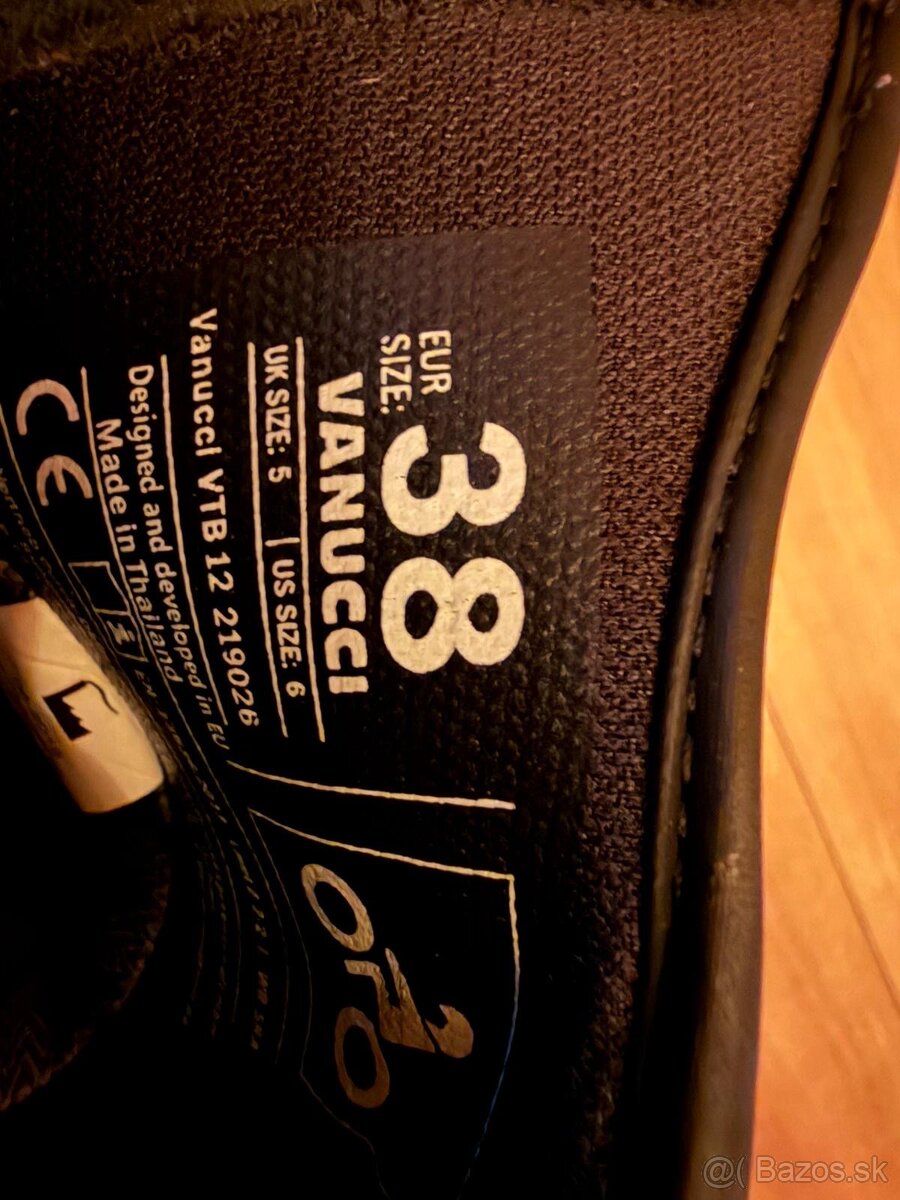 EUR
SIZE: 38
VANUCCI
UK SIZE: 5 | US SIZE: 6
Vanucci VTB 12 219026
Designed and developed in EU
Made in Thailand
CE
OFO
@( Bazos.sk